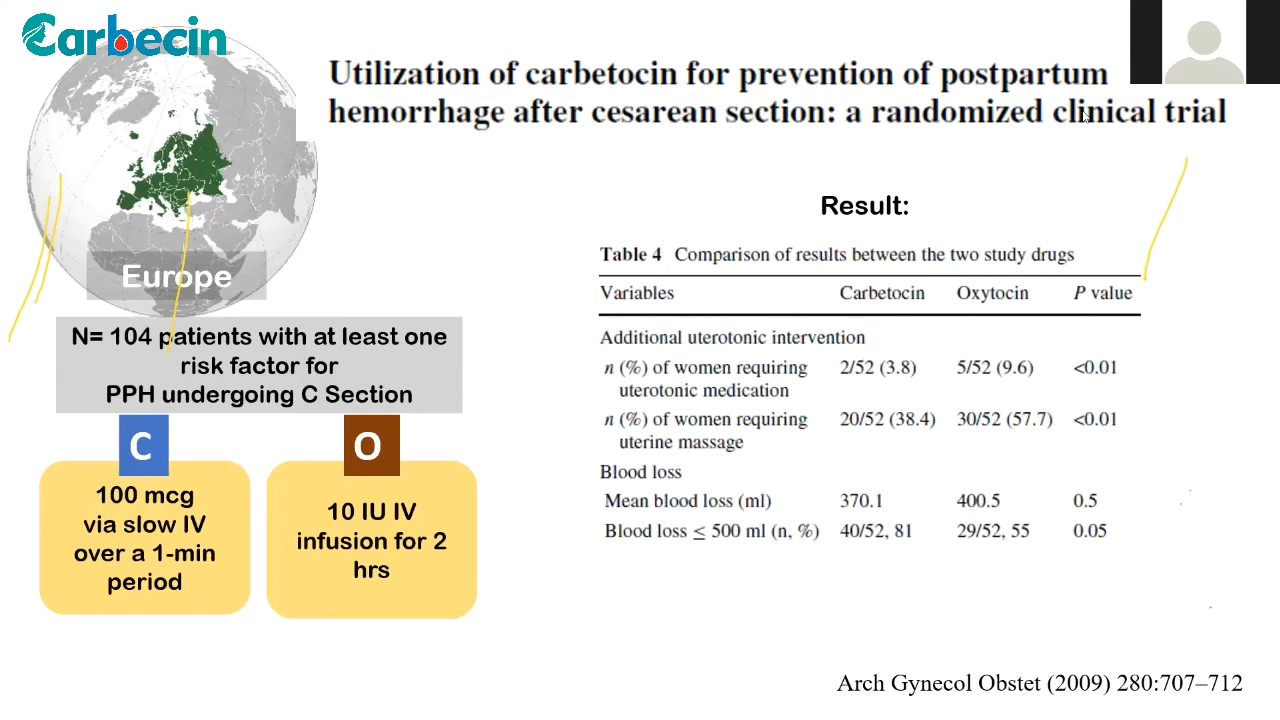 Carbecin
Utilization of carbetocin for prevention of postpartum
hemorrhage after cesarean section: a randomized clinical trial
Europe
N= 104 patients with at least one
risk factor for
PPH undergoing C Section
C
100 mcg
via slow IV
over a 1-min
period
O
10 IU IV
infusion for 2
hrs
Result:
Table 4 Comparison of results between the two study drugs
Variables Carbetocin Oxytocin P value
Additional uterotonic intervention
n (%) of women requiring 2/52 (3.8) 5/52 (9.6) <0.01
uterotonic medication
n (%) of women requiring 20/52 (38.4) 30/52 (57.7) <0.01
uterine massage
Blood loss
Mean blood loss (ml) 370.1 400.5 0.5
Blood loss ≤ 500 ml (n, %) 40/52, 81 29/52, 55 0.05
Arch Gynecol Obstet (2009) 280:707–712